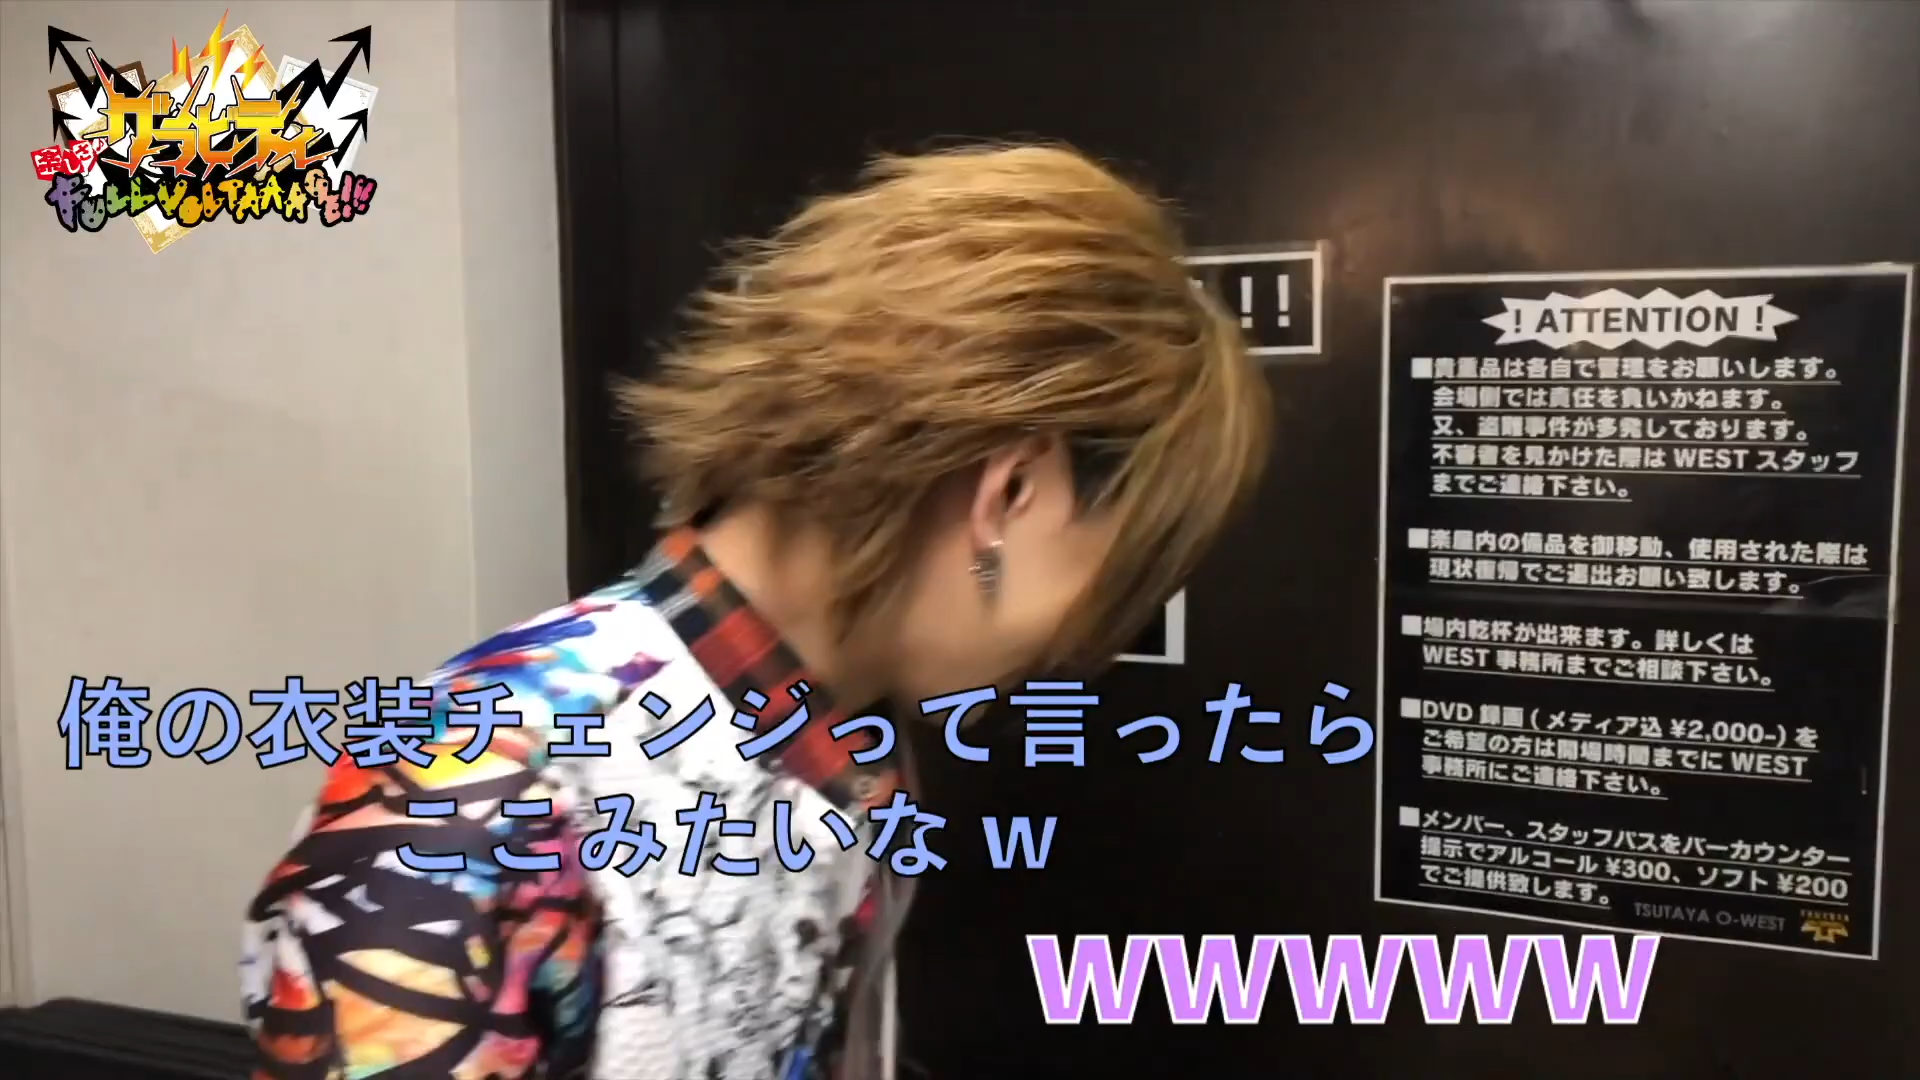 楽しさ♪
グラビティ
FULLVOLTAAAGE!!!
!!
! ATTENTION !
■貴重品は各自で管理をお願いします。
会場側では責任を負いかねます。
又、盗難事件が多発しております。
不審者を見かけた際は WEST スタッフ
までご連絡下さい。
■楽屋内の備品を御移動、使用された際は
現状復帰でご退出お願い致します。
■場内乾杯が出来ます。詳しくは
WEST 事務所までご相談下さい。
■DVD 録画 ( メディア込 ¥2,000-) を
ご希望の方は開場時間までに WEST
事務所にご連絡下さい。
■メンバー、スタッフパスをバーカウンター
提示でアルコール ¥300、ソフト ¥200
でご提供致します。
TSUTAYA O-WEST
俺の衣装チェンジって言ったら
ここみたいなw
wwwww